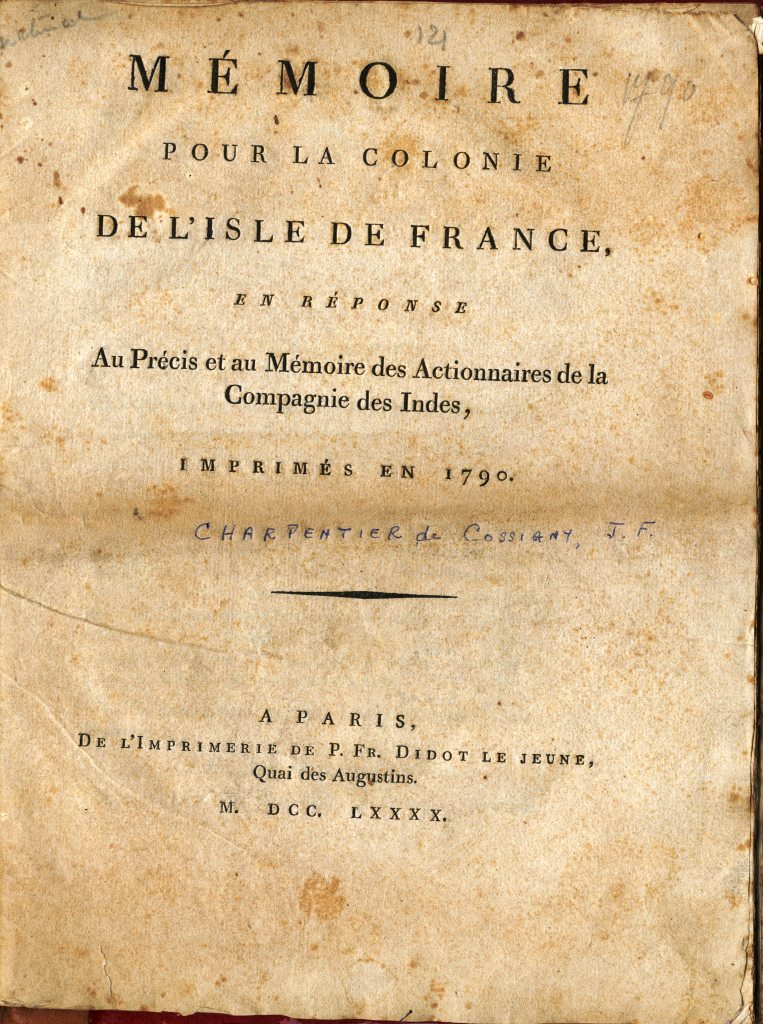 121
MÉMOIRE
1770
POUR LA COLONIE
DE L'ISLE DE FRANCE,
EN RÉPONSE
Au Précis et au Mémoire des Actionnaires de la
Compagnie des Indes,
IMPRIMÉS EN 1790.
CHARPENTIER de COSSIGNY, J. F.
A PARIS,
DE L'IMPRIMERIE DE P. FR. DIDOT LE JEUNE,
Quai des Augustins.
M. DCC. LXXXX.